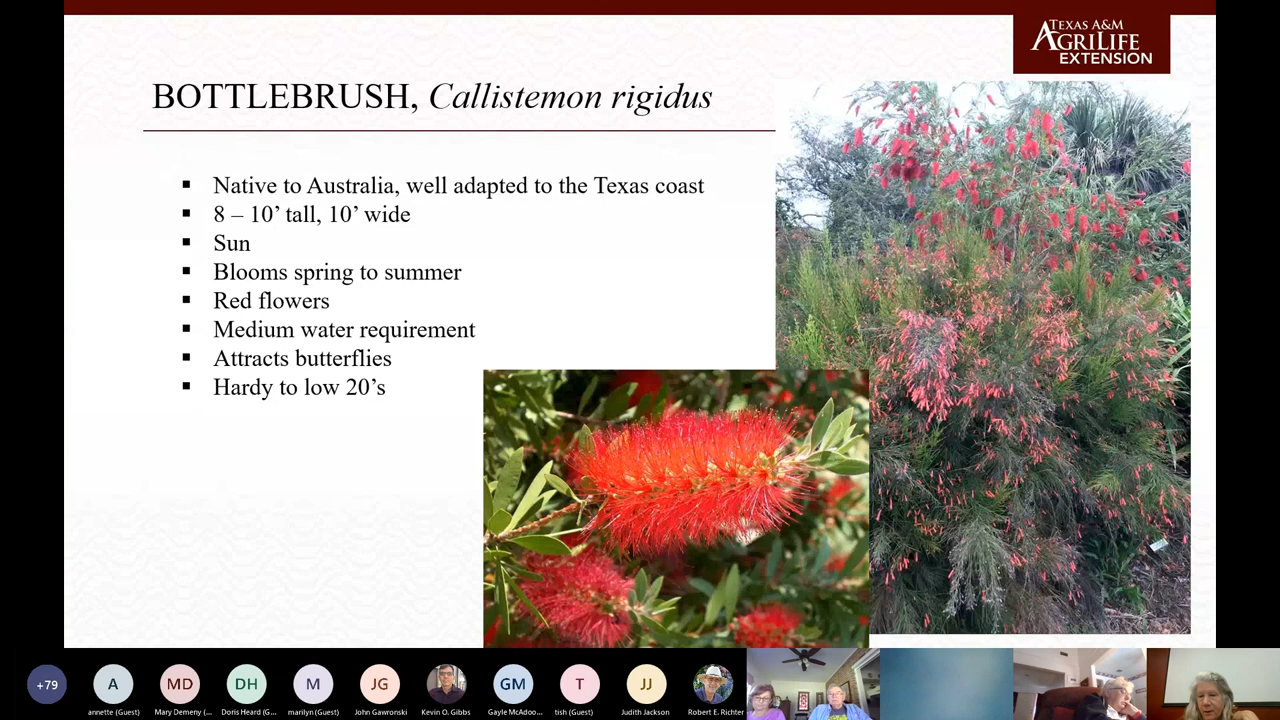 TEXAS A&M
AGRILIFE
EXTENSION
BOTTLEBRUSH, Callistemon rigidus
▪ Native to Australia, well adapted to the Texas coast
▪ 8 – 10’ tall, 10’ wide
▪ Sun
▪ Blooms spring to summer
▪ Red flowers
▪ Medium water requirement
▪ Attracts butterflies
▪ Hardy to low 20’s
+79 A MD DH M JG GM T JJ
annette (Guest) Mary Demeny (... Doris Heard (G... marilyn (Guest) John Gawronski Kevin O. Gibbs Gayle McAdoo... tish (Guest) Judith Jackson Robert E. Richter